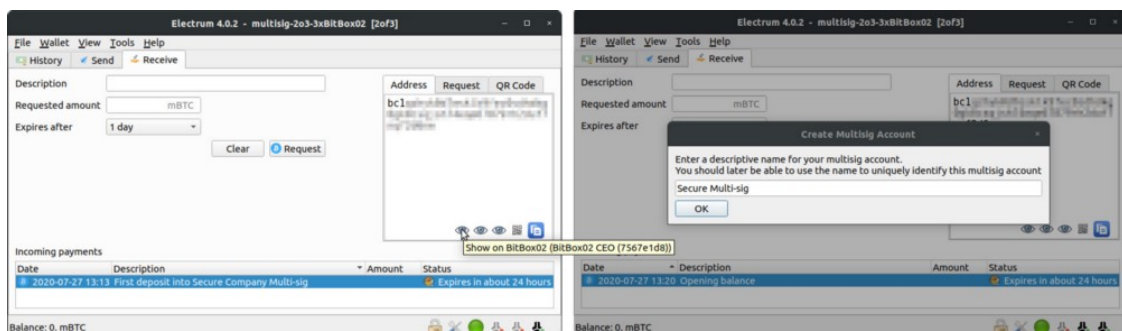 Electrum 4.0.2 - multisig-2o3-3xBitBox02 [2of3]
File Wallet View Tools Help
History Send Receive
Description
Address Request QR Code
Requested amount mBTC
bc1
Expires after 1 day
Clear Request
Show on BitBox02 (BitBox02 CEO (7567e1d8))
Incoming payments
Date Description Amount Status
2020-07-27 13:13 First deposit into Secure Company Multi-sig Expires in about 24 hours
Balance: 0. mBTC
Electrum 4.0.2 - multisig-2o3-3xBitBox02 [2of3]
File Wallet View Tools Help
History Send Receive
Description
Address Request QR Code
Requested amount mBTC
bc1
Expires after
Create Multisig Account
Enter a descriptive name for your multisig account.
You should later be able to use the name to uniquely identify this multisig account
Secure Multi-sig
OK
Date Description Amount Status
2020-07-27 13:20 Opening balance Expires in about 24 hours
Balance: 0. mBTC